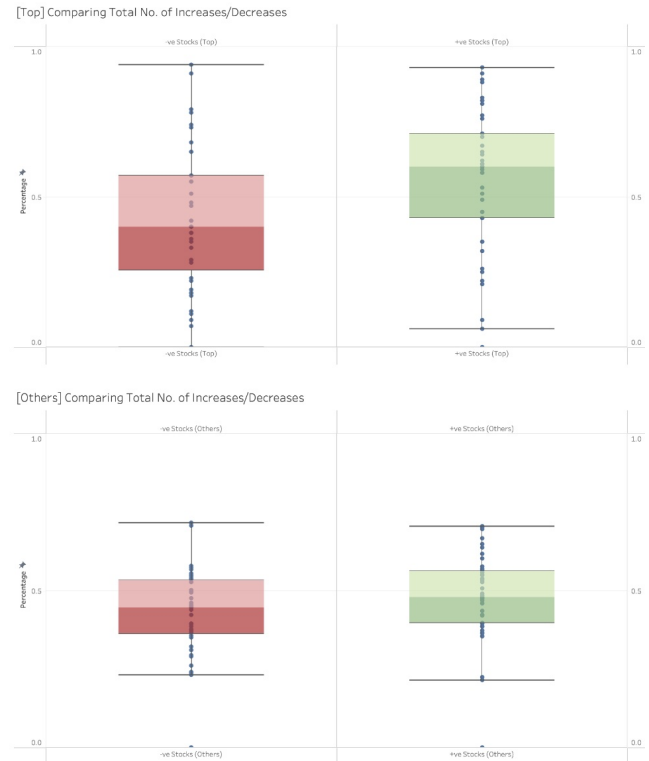 [Top] Comparing Total No. of Increases/Decreases
-ve Stocks (Top) +ve Stocks (Top)
1.0 1.0
Percentage
0.5 0.5
0.0 0.0
-ve Stocks (Top) +ve Stocks (Top)
[Others] Comparing Total No. of Increases/Decreases
-ve Stocks (Others) +ve Stocks (Others)
1.0 1.0
Percentage
0.5 0.5
0.0 0.0
-ve Stocks (Others) +ve Stocks (Others)